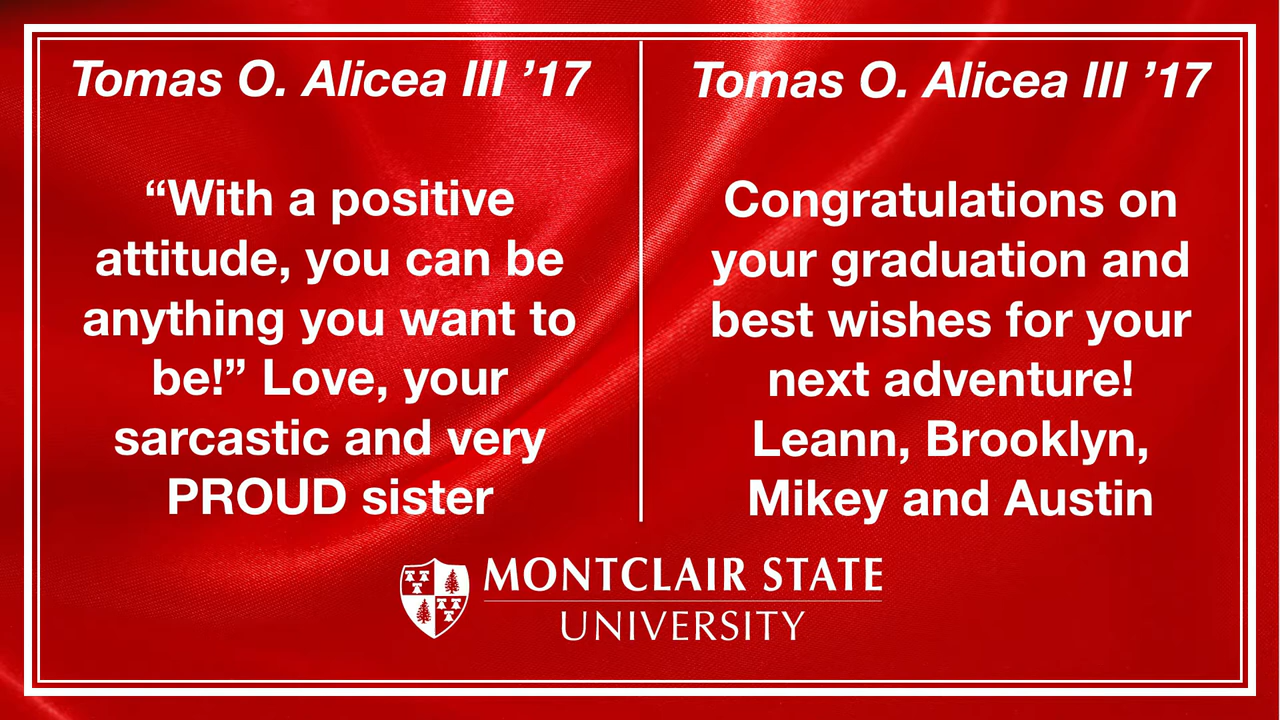 Tomas O. Alicea III ’17
“With a positive
attitude, you can be
anything you want to
be!” Love, your
sarcastic and very
PROUD sister
Tomas O. Alicea III ’17
Congratulations on
your graduation and
best wishes for your
next adventure!
Leann, Brooklyn,
Mikey and Austin
MONTCLAIR STATE
UNIVERSITY